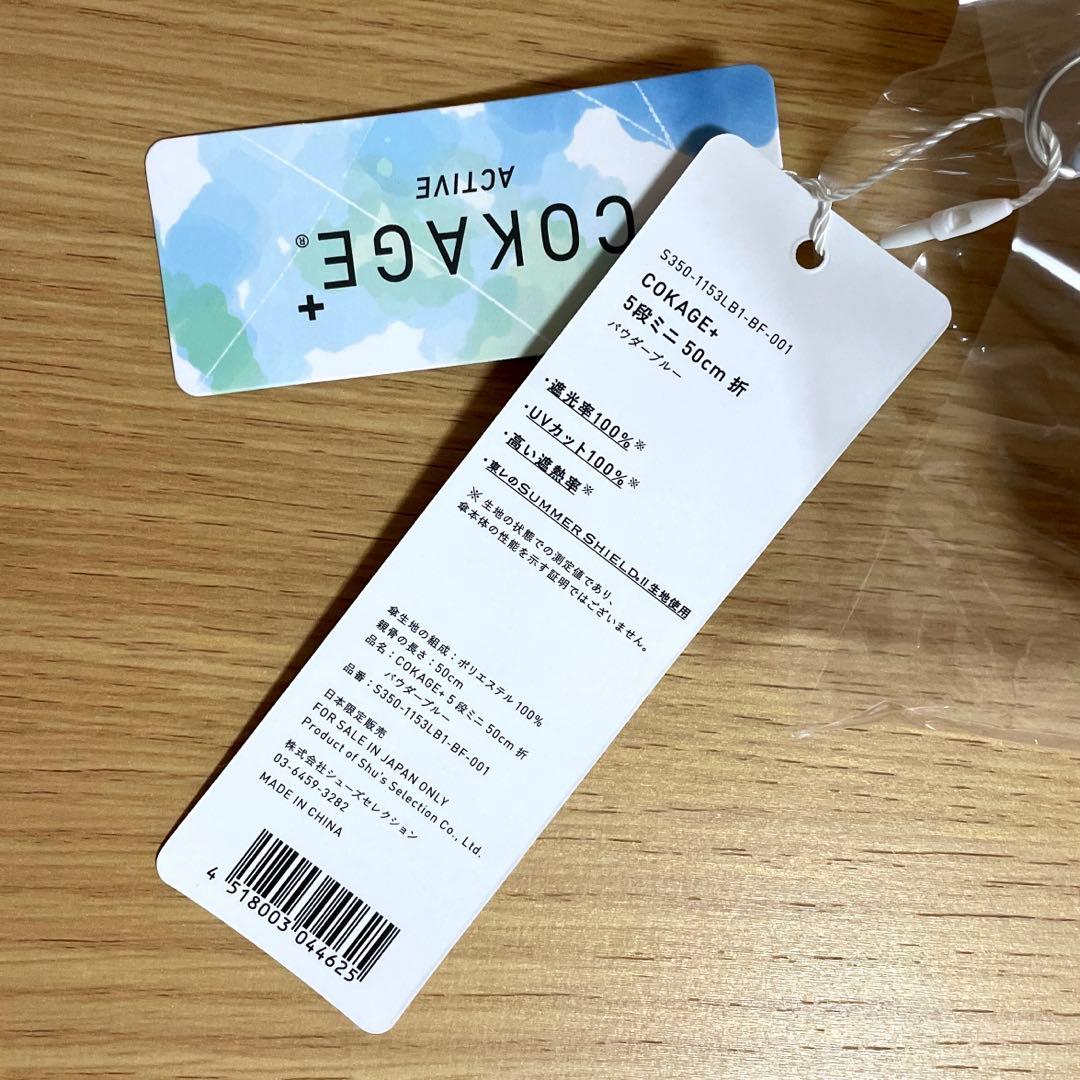 COKAGE+®
ACTIVE
S350-1153LB1-BF-001
COKAGE+
5段ミニ 50cm 折
パウダーブルー
・遮光率100%※
・UVカット100%※
・高い遮熱率※
・東レのSUMMER SHIELD®II生地使用
※生地の状態での測定値であり、
傘本体の性能を示す証明ではございません。
傘生地の組成:ポリエステル100%
親骨の長さ:50cm
品名:COKAGE+ 5段ミニ 50cm 折
パウダーブルー
品番:S350-1153LB1-BF-001
日本限定販売
FOR SALE IN JAPAN ONLY
Product of Shu's Selection Co., Ltd.
株式会社シューズセレクション
03-6459-3282
MADE IN CHINA
4 518003 044625